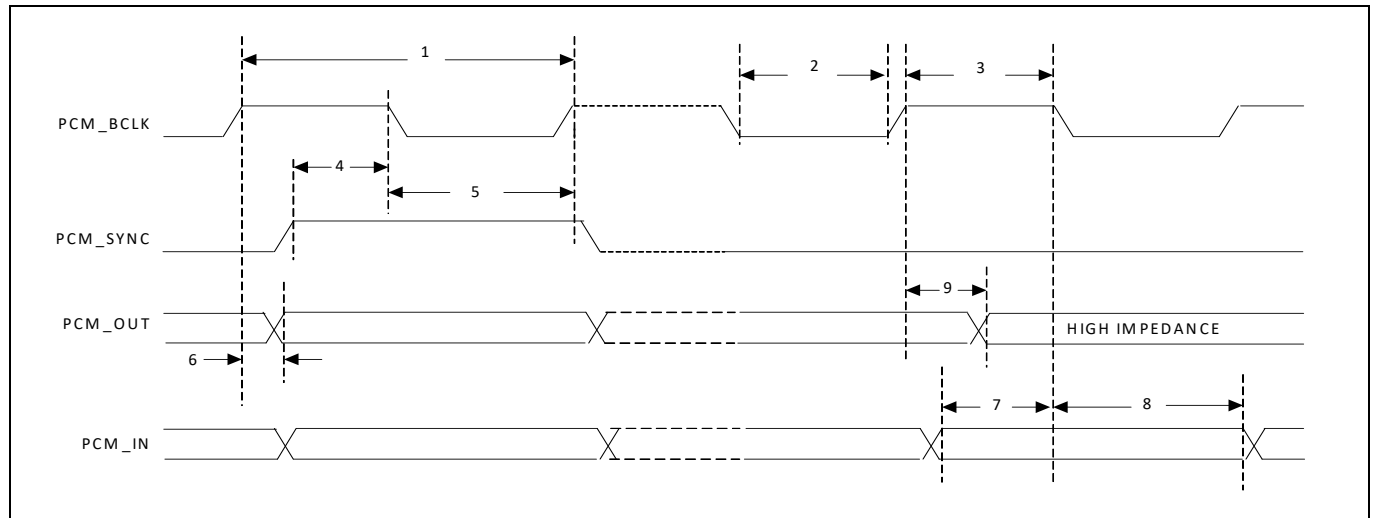 1
2
3
PCM_BCLK
4
5
PCM_SYNC
9
PCM_OUT
HIGH IMPEDANCE
6
7
8
PCM_IN